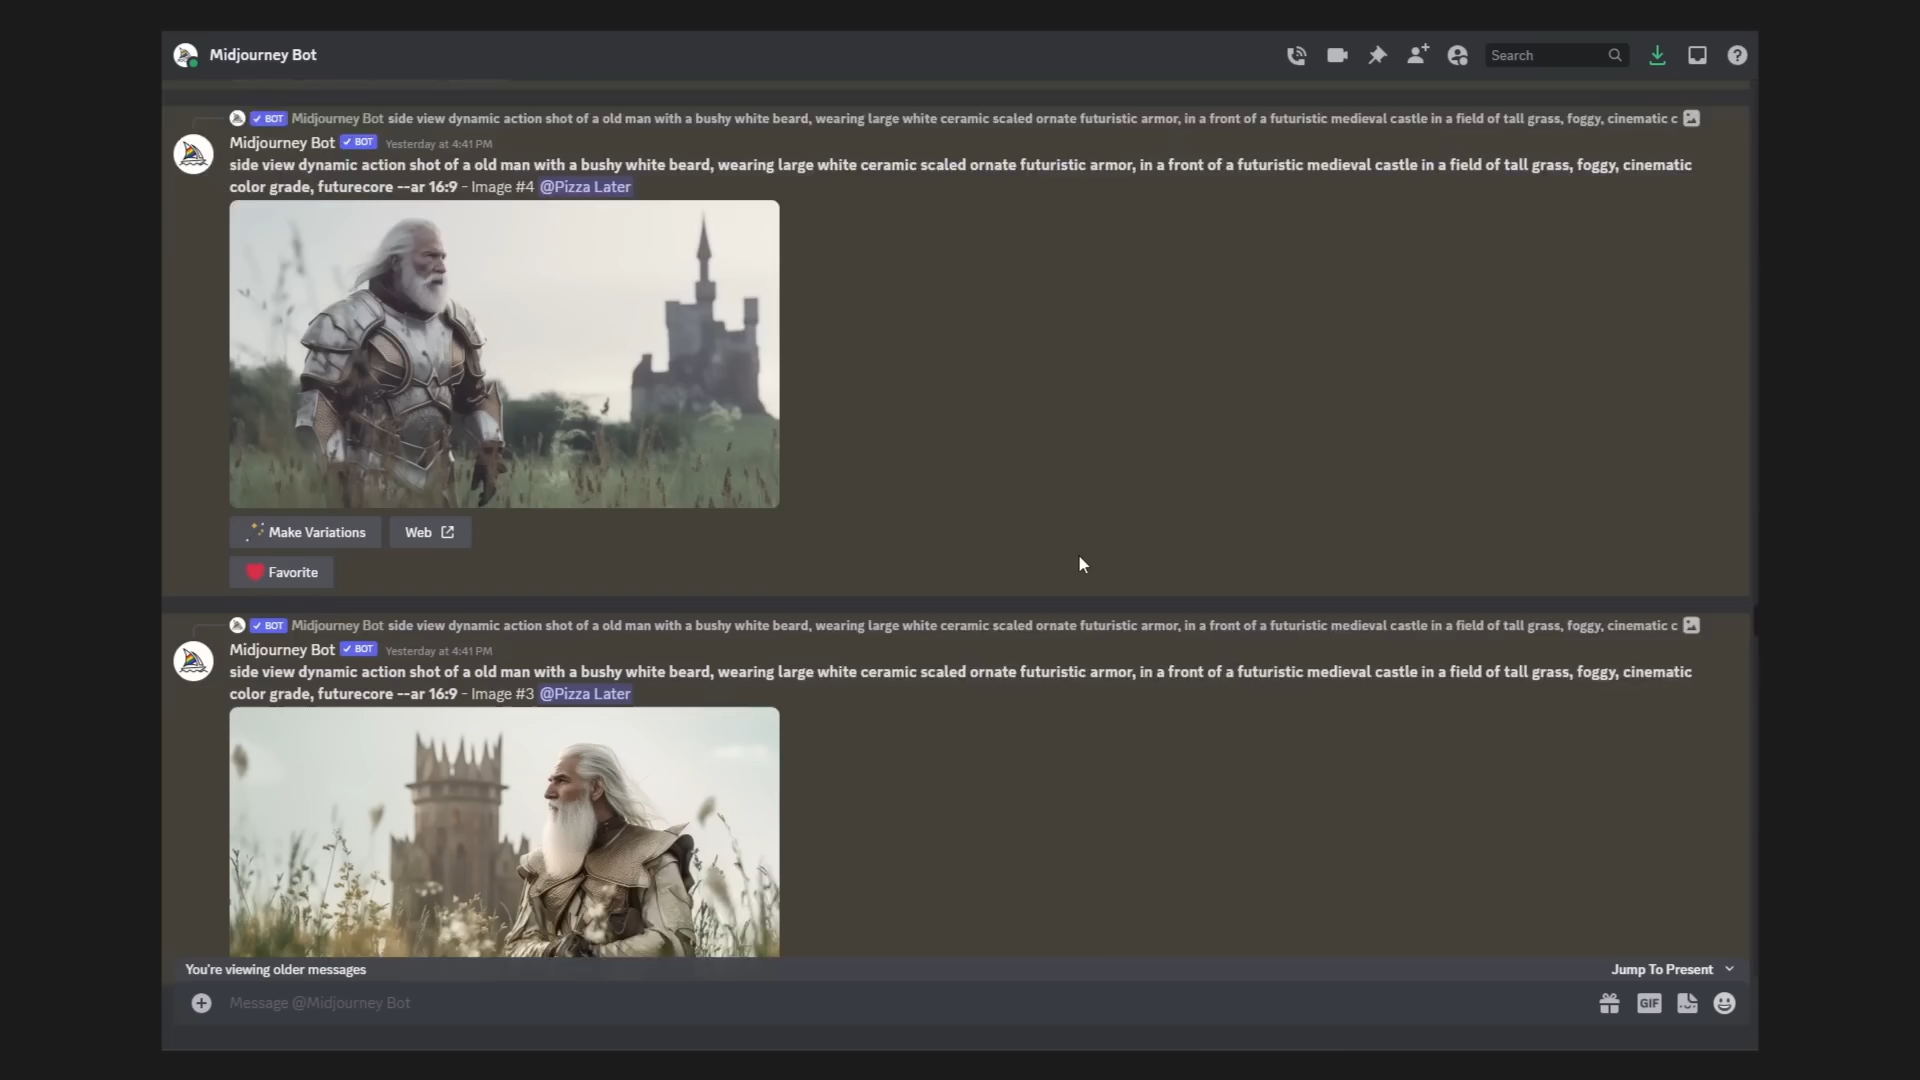 Midjourney Bot
Search
BOT Midjourney Bot side view dynamic action shot of a old man with a bushy white beard, wearing large white ceramic scaled ornate futuristic armor, in a front of a futuristic medieval castle in a field of tall grass, foggy, cinematic c
Midjourney Bot BOT Yesterday at 4:41 PM
side view dynamic action shot of a old man with a bushy white beard, wearing large white ceramic scaled ornate futuristic armor, in a front of a futuristic medieval castle in a field of tall grass, foggy, cinematic
color grade, futurecore --ar 16:9 - Image #4 @Pizza Later
Make Variations Web
Favorite
BOT Midjourney Bot side view dynamic action shot of a old man with a bushy white beard, wearing large white ceramic scaled ornate futuristic armor, in a front of a futuristic medieval castle in a field of tall grass, foggy, cinematic c
Midjourney Bot BOT Yesterday at 4:41 PM
side view dynamic action shot of a old man with a bushy white beard, wearing large white ceramic scaled ornate futuristic armor, in a front of a futuristic medieval castle in a field of tall grass, foggy, cinematic
color grade, futurecore --ar 16:9 - Image #3 @Pizza Later
You're viewing older messages
Jump To Present
Message @Midjourney Bot
GIF